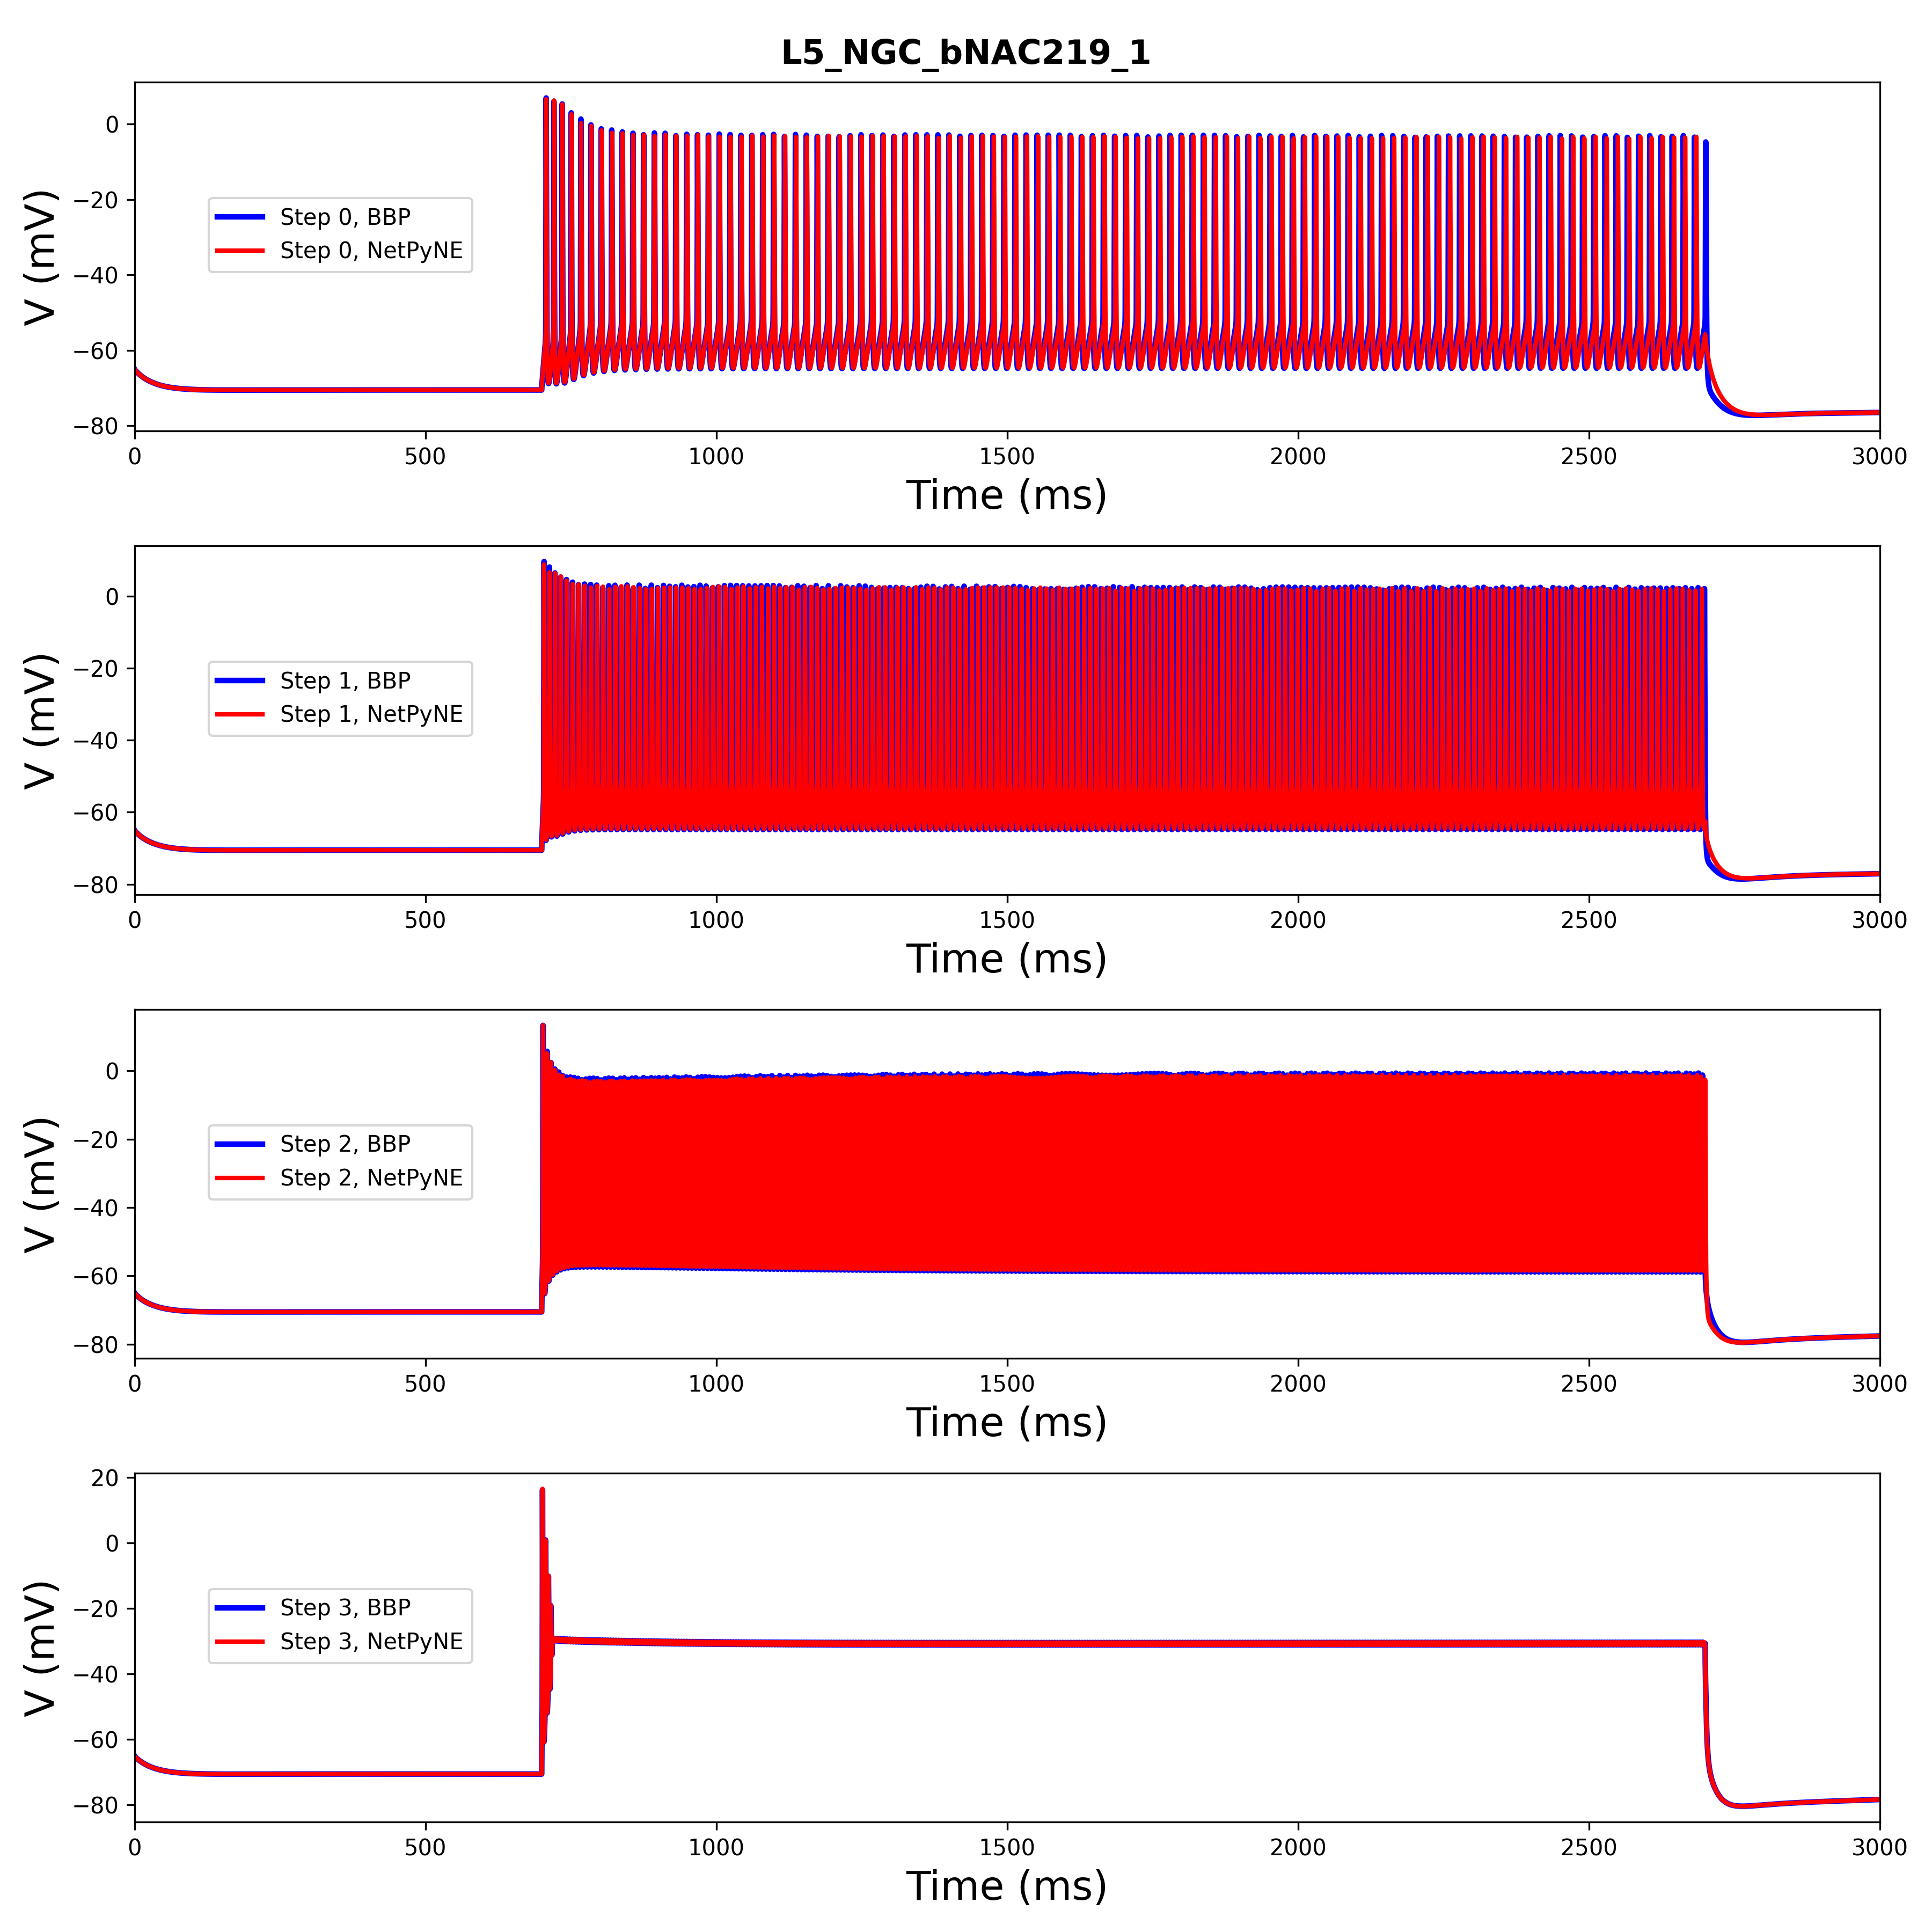 L5_NGC_bNAC219_1
0
−20
−40
−60
−80
V (mV)
Step 0, BBP
Step 0, NetPyNE
0 500 1000 1500 2000 2500 3000
Time (ms)
0
−20
−40
−60
−80
V (mV)
Step 1, BBP
Step 1, NetPyNE
0 500 1000 1500 2000 2500 3000
Time (ms)
0
−20
−40
−60
−80
V (mV)
Step 2, BBP
Step 2, NetPyNE
0 500 1000 1500 2000 2500 3000
Time (ms)
20
0
−20
−40
−60
−80
V (mV)
Step 3, BBP
Step 3, NetPyNE
0 500 1000 1500 2000 2500 3000
Time (ms)